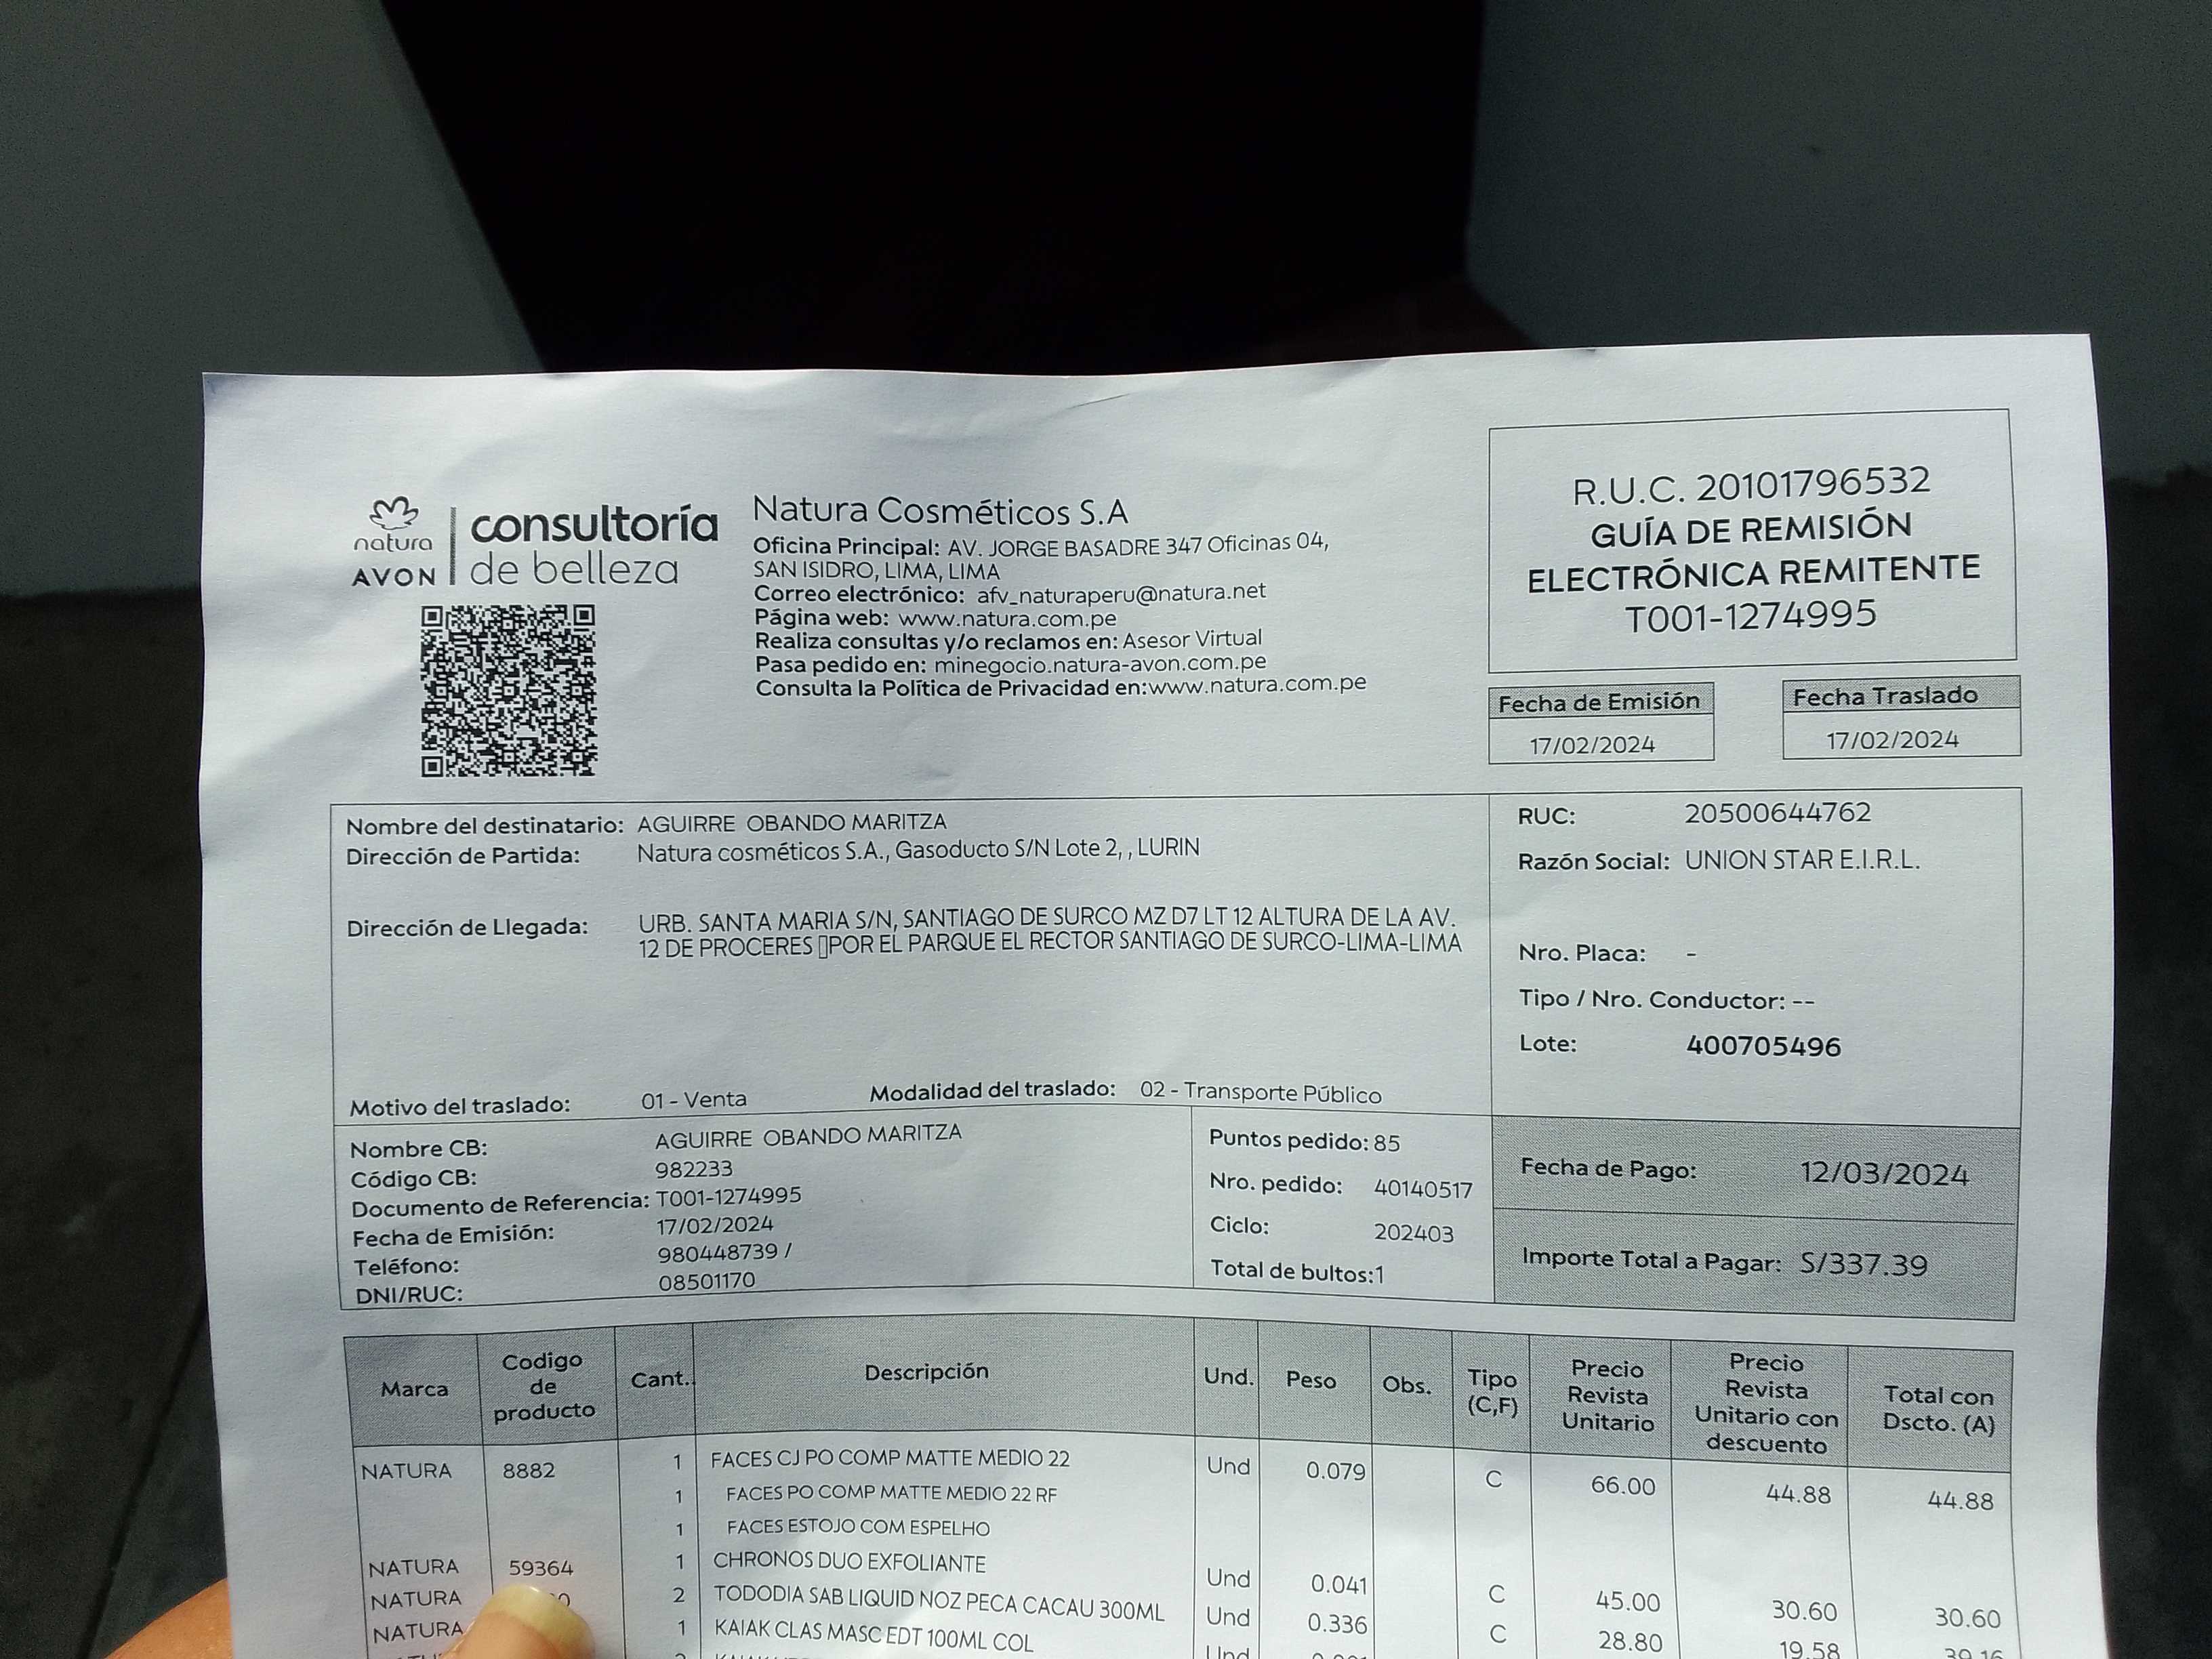 natura
AVON
consultoría
de belleza
Natura Cosméticos S.A
Oficina Principal: AV. JORGE BASADRE 347 Oficinas 04,
SAN ISIDRO, LIMA, LIMA
Correo electrónico: afv_naturaperu@natura.net
Página web: www.natura.com.pe
Realiza consultas y/o reclamos en: Asesor Virtual
Pasa pedido en: minegocio.natura-avon.com.pe
Consulta la Política de Privacidad en:www.natura.com.pe
R.U.C. 20101796532
GUÍA DE REMISIÓN
ELECTRÓNICA REMITENTE
T001-1274995
Fecha de Emisión
17/02/2024
Fecha Traslado
17/02/2024
Nombre del destinatario: AGUIRRE OBANDO MARITZA
Dirección de Partida: Natura cosméticos S.A., Gasoducto S/N Lote 2, , LURIN
Dirección de Llegada: URB. SANTA MARIA S/N, SANTIAGO DE SURCO MZ D7 LT 12 ALTURA DE LA AV.
12 DE PROCERES POR EL PARQUE EL RECTOR SANTIAGO DE SURCO-LIMA-LIMA
Motivo del traslado: 01 - Venta Modalidad del traslado: 02 - Transporte Público
RUC: 20500644762
Razón Social: UNION STAR E.I.R.L.
Nro. Placa: -
Tipo / Nro. Conductor: --
Lote: 400705496
Nombre CB: AGUIRRE OBANDO MARITZA
Código CB: 982233
Documento de Referencia: T001-1274995
Fecha de Emisión: 17/02/2024
Teléfono: 980448739 /
DNI/RUC: 08501170
Puntos pedido: 85
Nro. pedido: 40140517
Ciclo: 202403
Total de bultos:1
Fecha de Pago: 12/03/2024
Importe Total a Pagar: S/337.39
Marca
Codigo
de
producto
Cant.
Descripción
Und.
Peso
Obs.
Tipo
(C,F)
Precio
Revista
Unitario
Precio
Revista
Unitario con
descuento
Total con
Dscto. (A)
NATURA 8882 1 FACES CJ PO COMP MATTE MEDIO 22 Und 0.079 C 66.00 44.88 44.88
1 FACES PO COMP MATTE MEDIO 22 RF
1 FACES ESTOJO COM ESPELHO
NATURA 59364 1 CHRONOS DUO EXFOLIANTE Und 0.041 C 45.00 30.60 30.60
NATURA 2 TODODIA SAB LIQUID NOZ PECA CACAU 300ML Und 0.336 C 28.80 19.58 39.16
NATURA 1 KAIAK CLAS MASC EDT 100ML COL Und